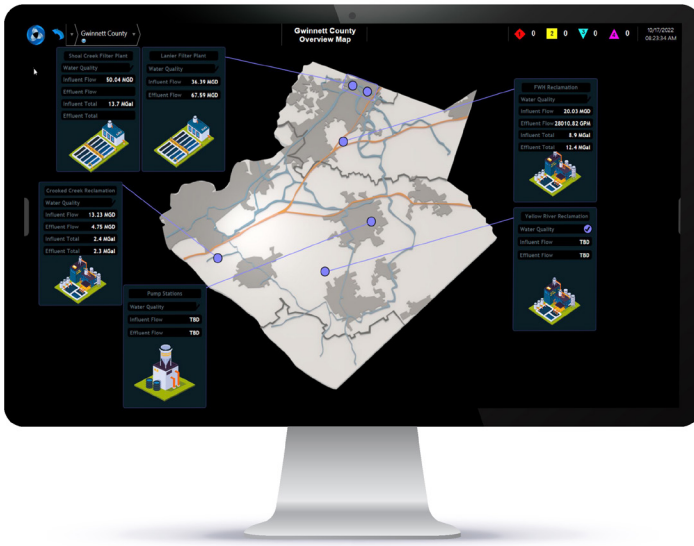 Gwinnett County
Gwinnett County
Overview Map
1 0 2 0 3 0 4 0
10/17/2022
08:23:34 AM
Shoal Creek Filter Plant
Water Quality
Influent Flow 50.04 MGD
Effluent Flow
Influent Total 13.7 MGal
Effluent Total
Lanier Filter Plant
Water Quality
Influent Flow 36.39 MGD
Effluent Flow 67.59 MGD
FWH Reclamation
Water Quality
Influent Flow 20.03 MGD
Effluent Flow 28010.82 GPM
Influent Total 8.9 MGal
Effluent Total 12.4 MGal
Crooked Creek Reclamation
Water Quality
Influent Flow 13.23 MGD
Effluent Flow 4.75 MGD
Influent Total 2.4 MGal
Effluent Total 2.3 MGal
Yellow River Reclamation
Water Quality
Influent Flow TBD
Effluent Flow TBD
Pump Stations
Water Quality
Influent Flow TBD
Effluent Flow TBD